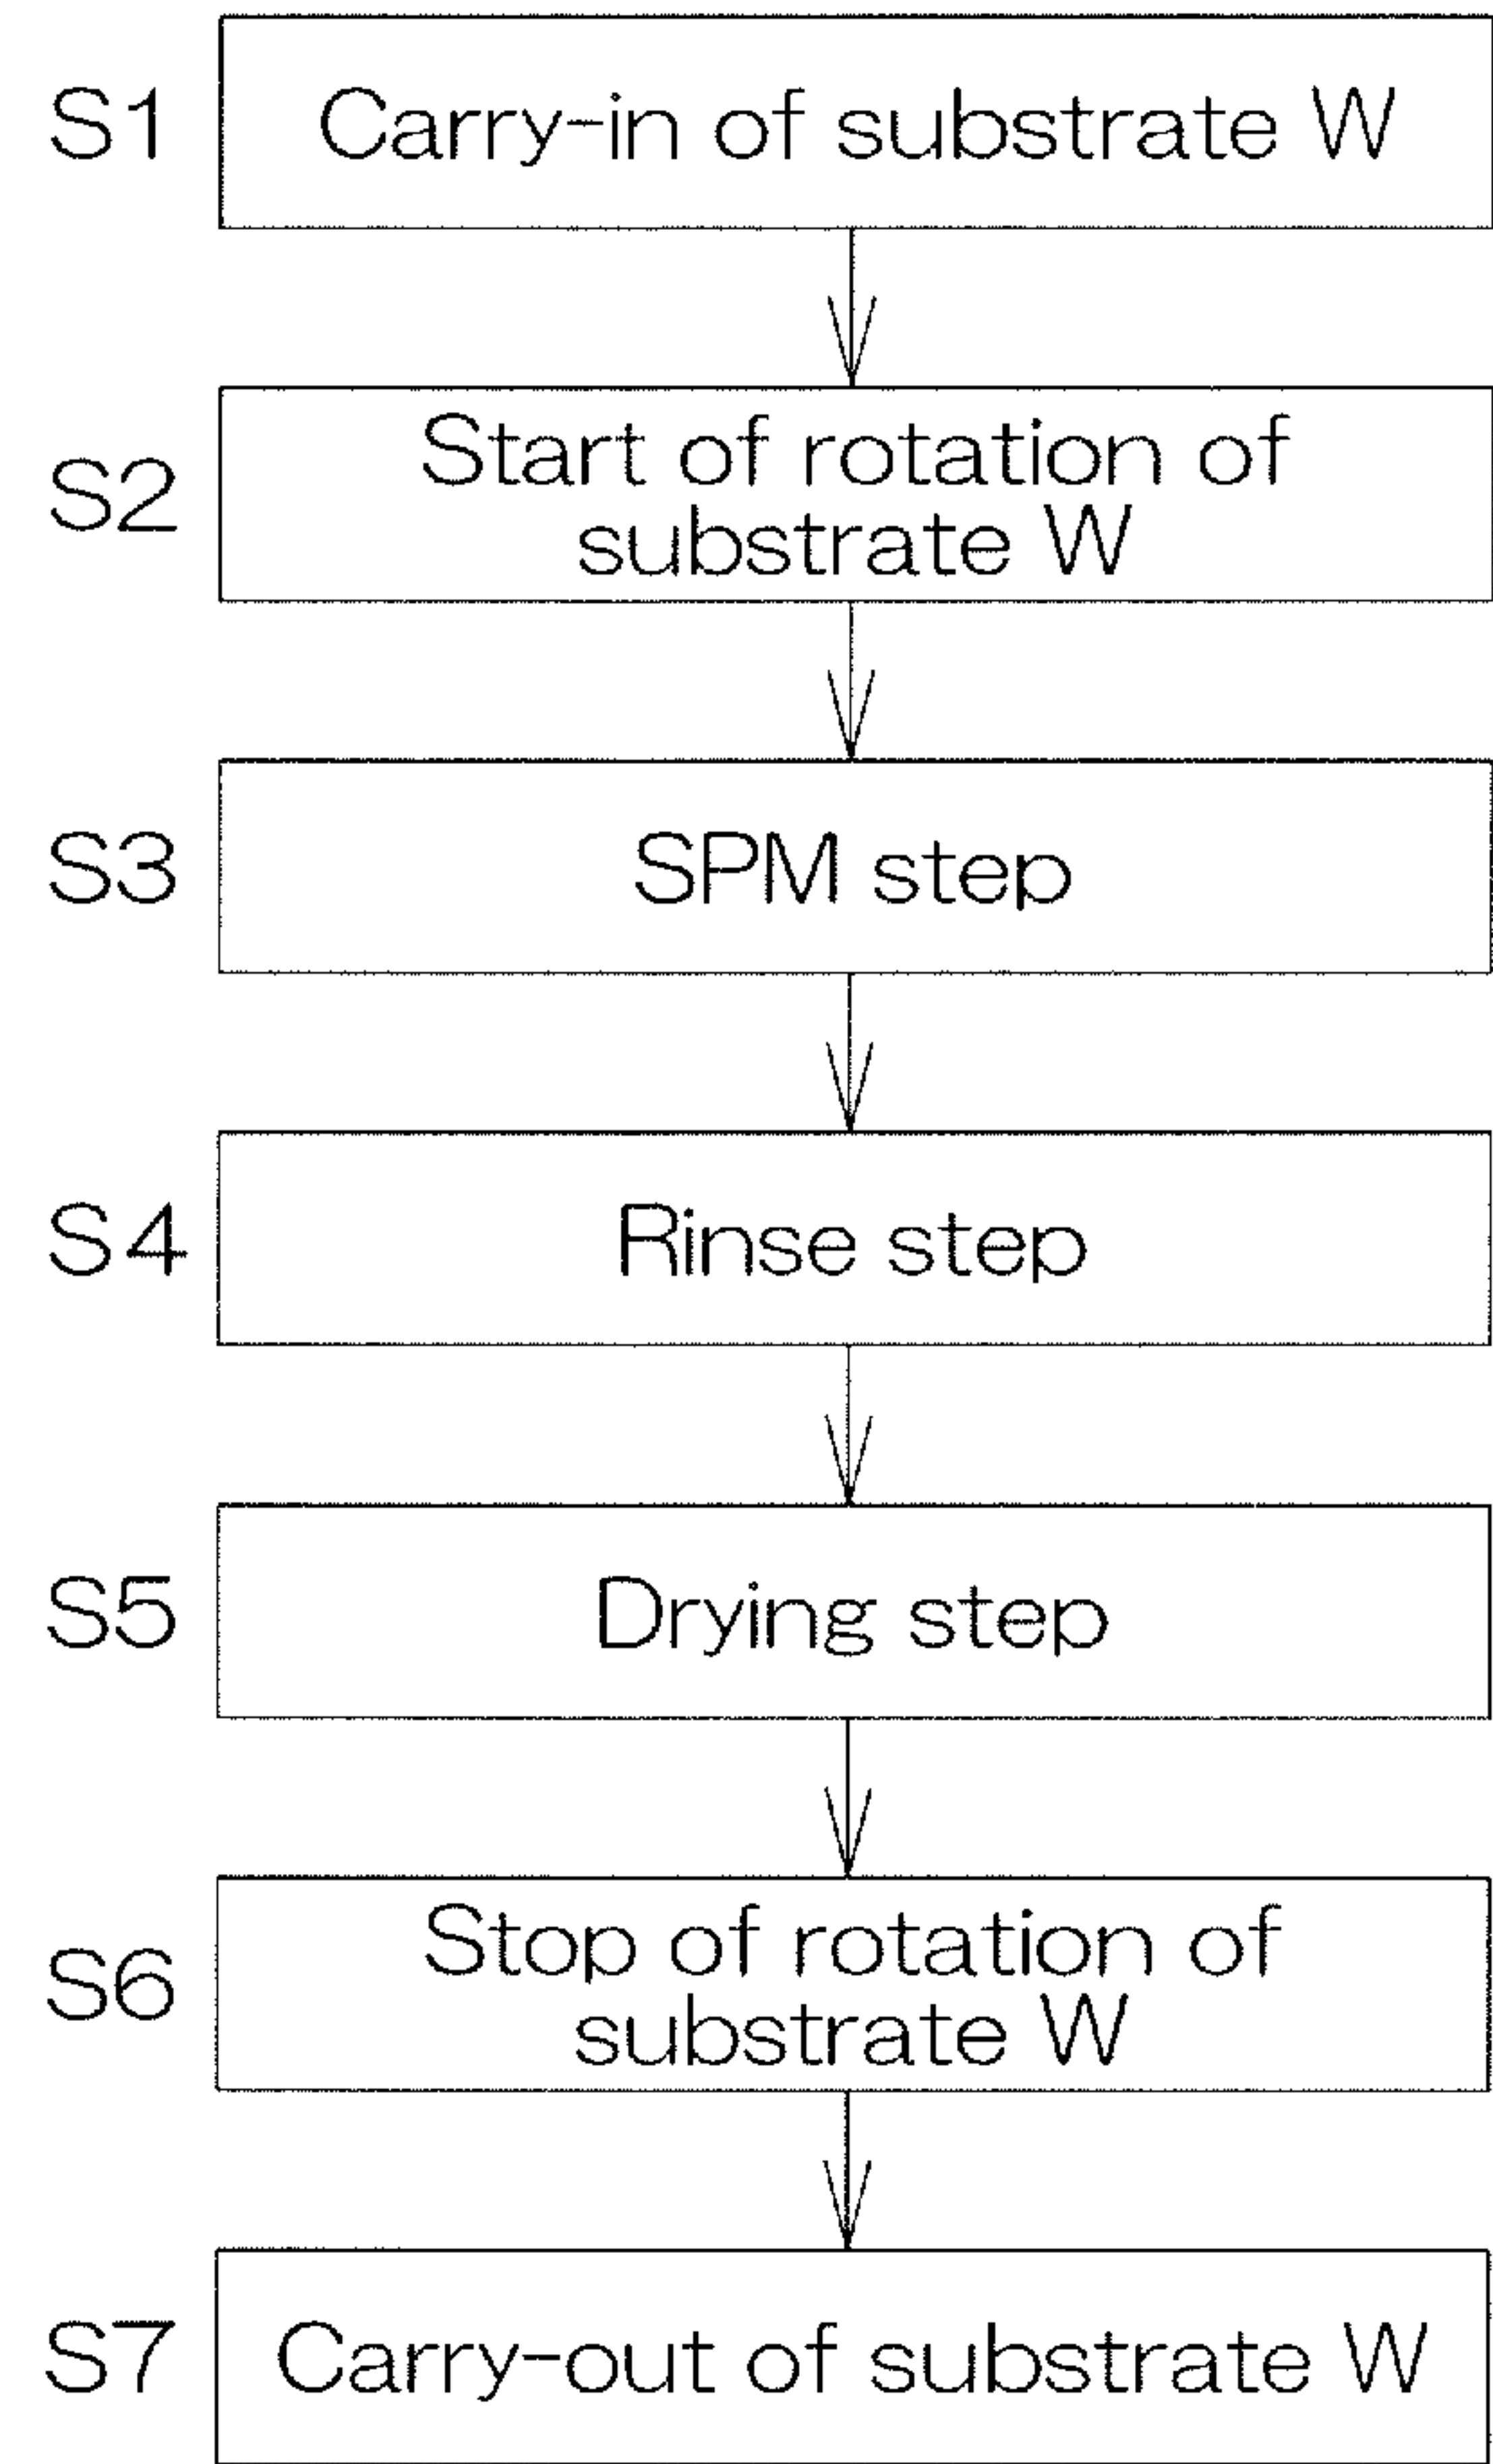 S1 Carry-in of substrate W
S2 Start of rotation of
substrate W
S3 SPM step
S4 Rinse step
S5 Drying step
S6 Stop of rotation of
substrate W
S7 Carry-out of substrate W